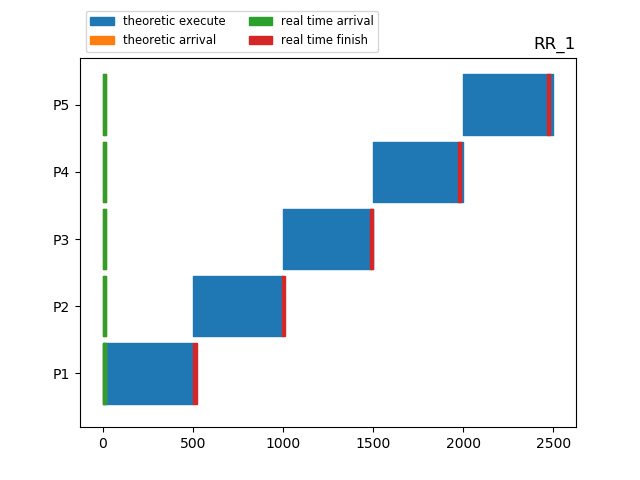 theoretic execute
theoretic arrival
real time arrival
real time finish
RR_1
P5
P4
P3
P2
P1
0 500 1000 1500 2000 2500